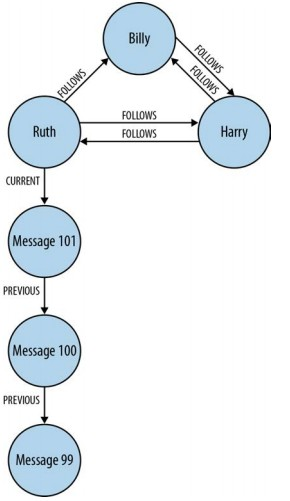 Billy
FOLLOWS
FOLLOWS
FOLLOWS
FOLLOWS
FOLLOWS
Ruth
Harry
CURRENT
Message 101
PREVIOUS
Message 100
PREVIOUS
Message 99